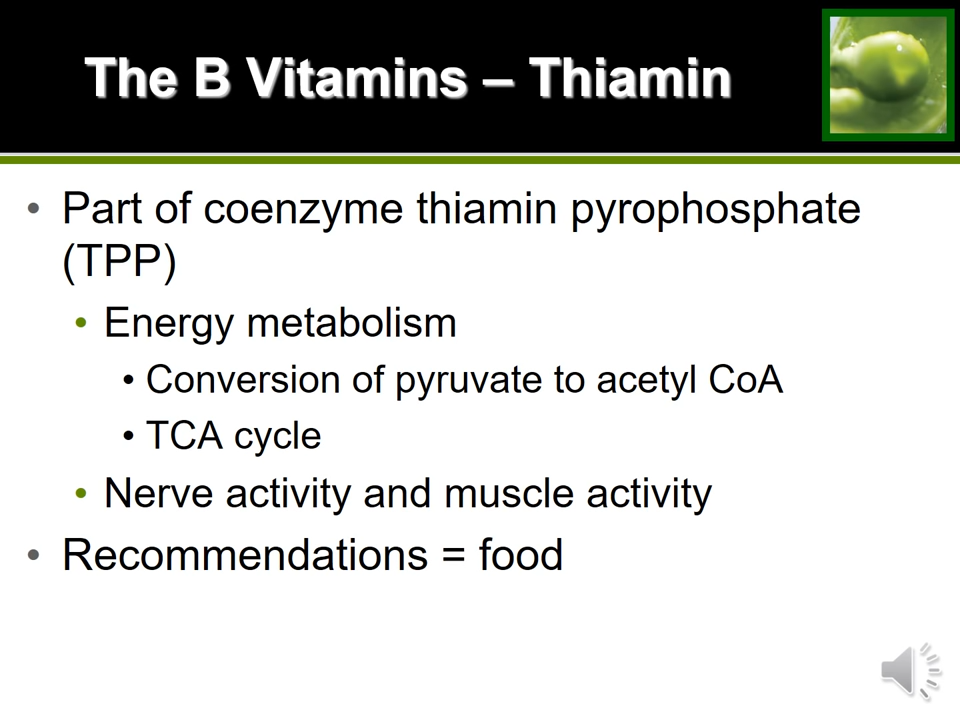 The B Vitamins – Thiamin
• Part of coenzyme thiamin pyrophosphate
(TPP)
• Energy metabolism
• Conversion of pyruvate to acetyl CoA
• TCA cycle
• Nerve activity and muscle activity
• Recommendations = food